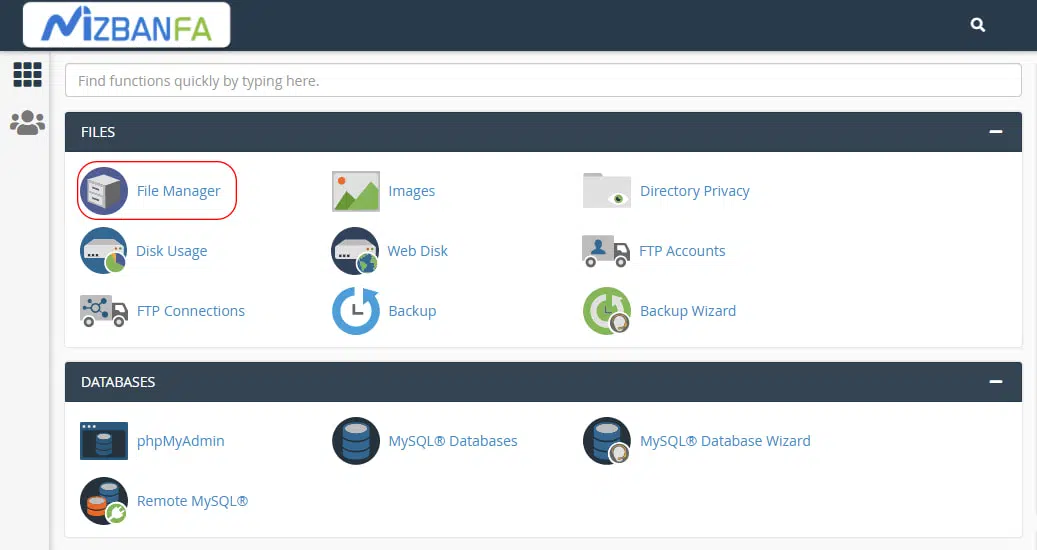 MIZBANFA
Find functions quickly by typing here.
FILES
File Manager
Images
Directory Privacy
Disk Usage
Web Disk
FTP Accounts
FTP Connections
Backup
Backup Wizard
DATABASES
phpMyAdmin
MySQL® Databases
MySQL® Database Wizard
Remote MySQL®